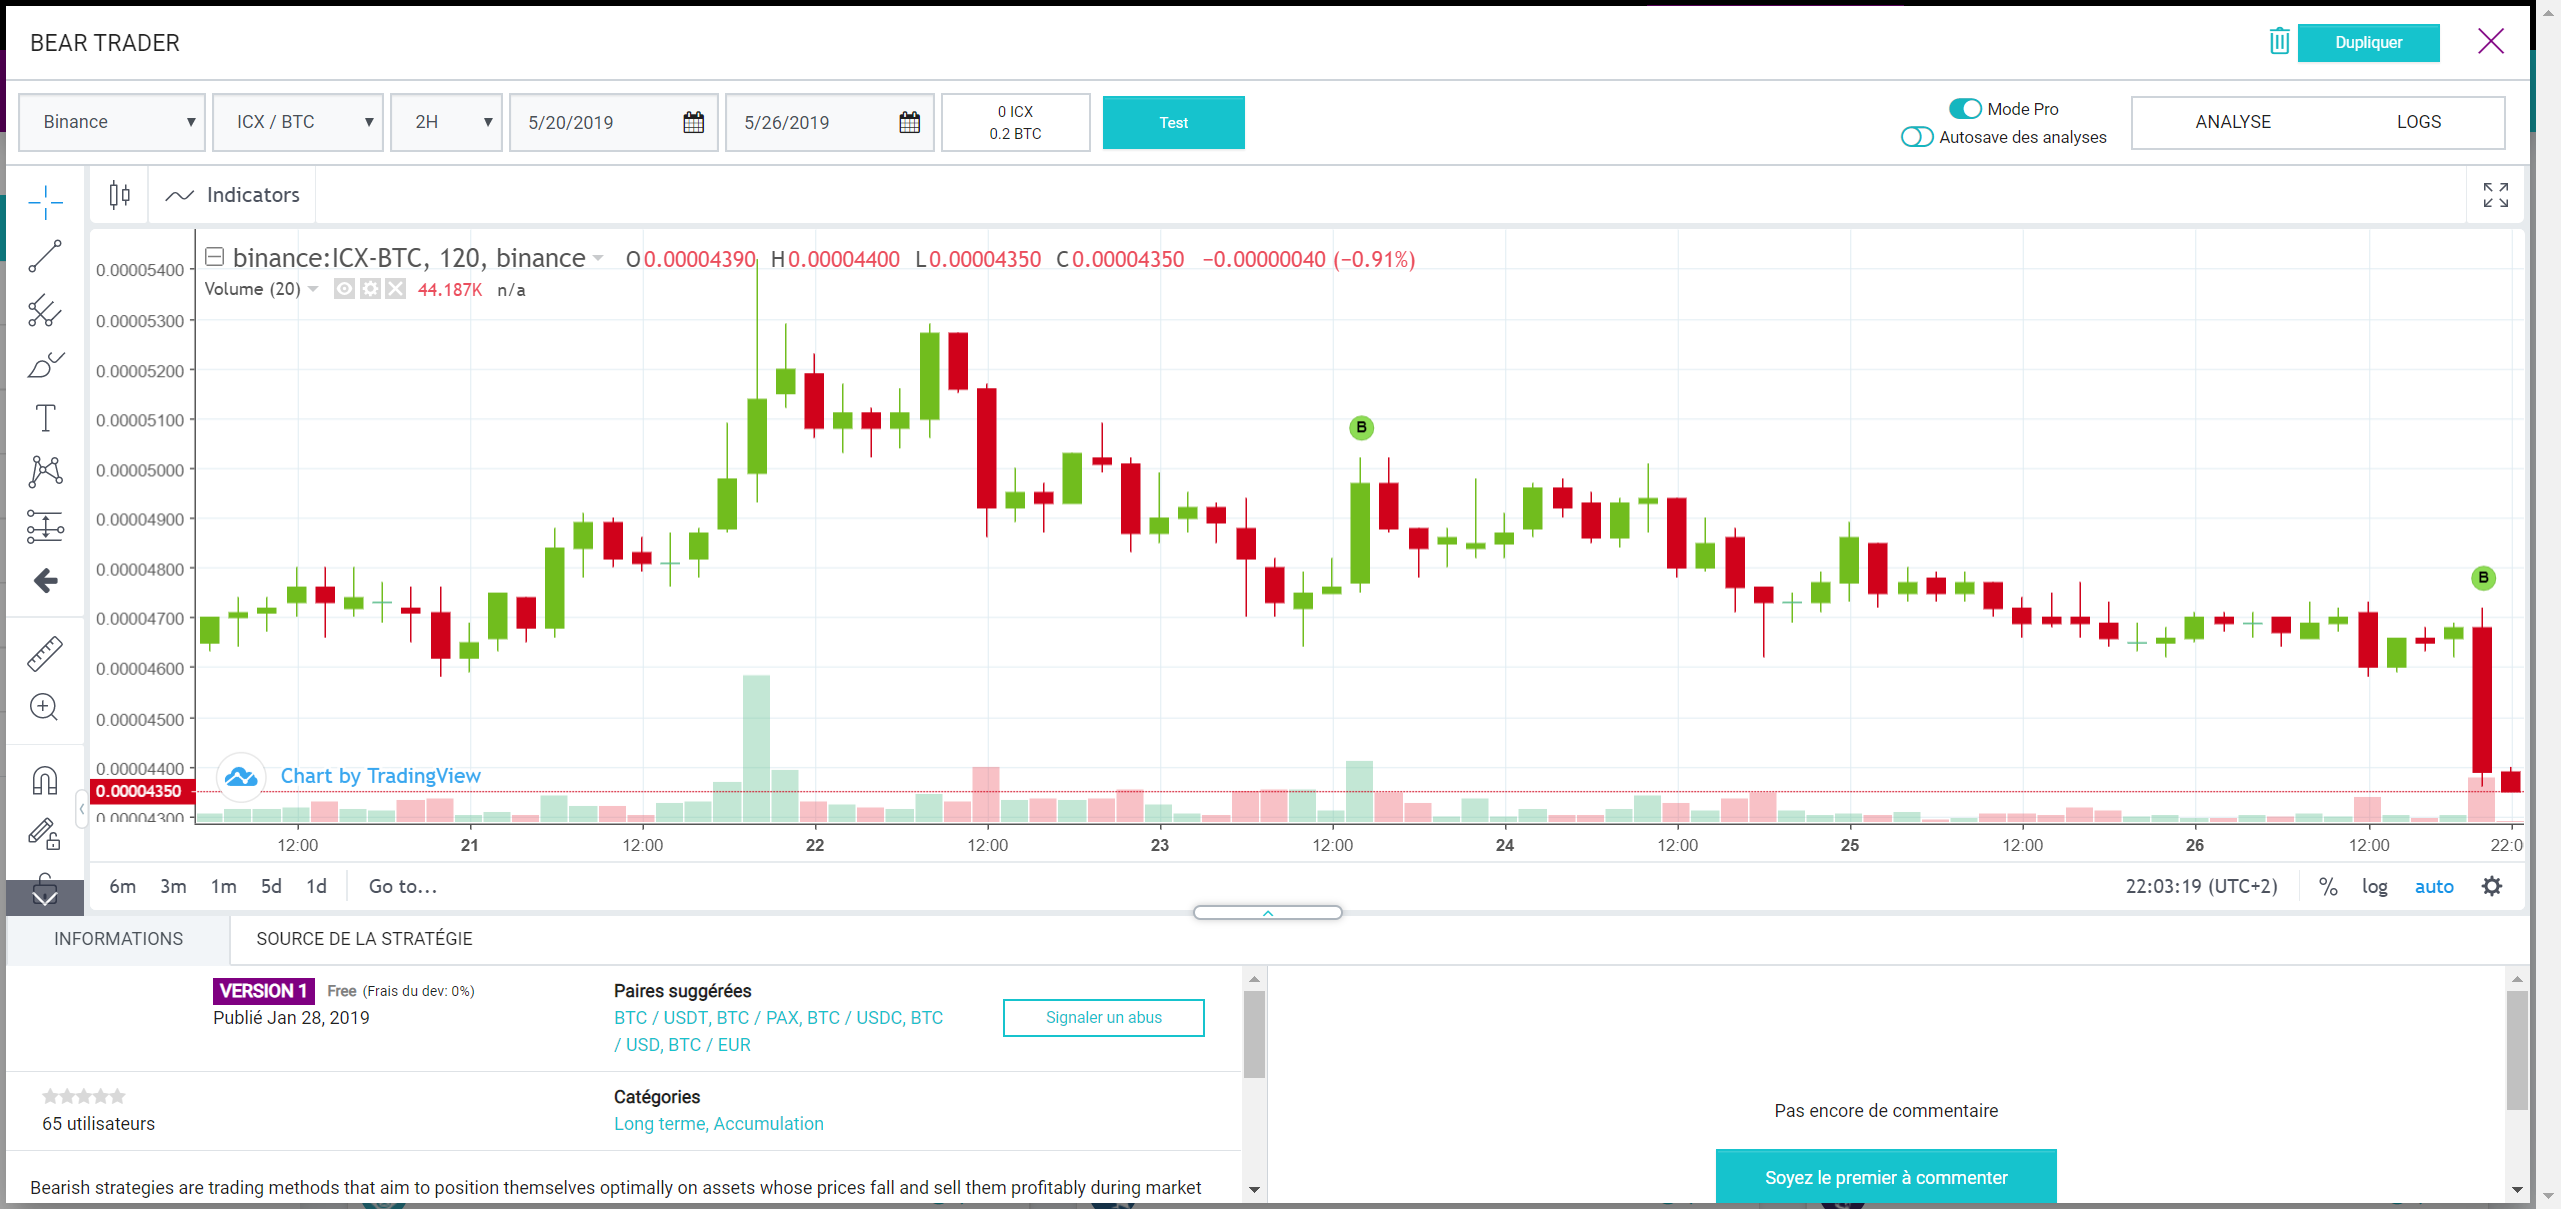 BEAR TRADER
Dupliquer
Binance ICX / BTC 2H 5/20/2019 5/26/2019
0 ICX
0.2 BTC
Test
Mode Pro
Autosave des analyses
ANALYSE LOGS
Indicators
binance:ICX-BTC, 120, binance O0.00004390 H0.00004400 L0.00004350 C0.00004350 −0.00000040 (−0.91%)
Volume (20) 44.187K n/a
0.00005400
0.00005300
0.00005200
0.00005100
0.00005000
0.00004900
0.00004800
0.00004700
0.00004600
0.00004500
0.00004400
0.00004350
0.00004300
B
B
Chart by TradingView
12:00 21 12:00 22 12:00 23 12:00 24 12:00 25 12:00 26 12:00 22:0
6m 3m 1m 5d 1d Go to...
22:03:19 (UTC+2) % log auto
INFORMATIONS SOURCE DE LA STRATÉGIE
VERSION 1 Free (Frais du dev: 0%)
Publié Jan 28, 2019
Paires suggérées
BTC / USDT, BTC / PAX, BTC / USDC, BTC
/ USD, BTC / EUR
Signaler un abus
65 utilisateurs
Catégories
Long terme, Accumulation
Bearish strategies are trading methods that aim to position themselves optimally on assets whose prices fall and sell them profitably during market
Pas encore de commentaire
Soyez le premier à commenter